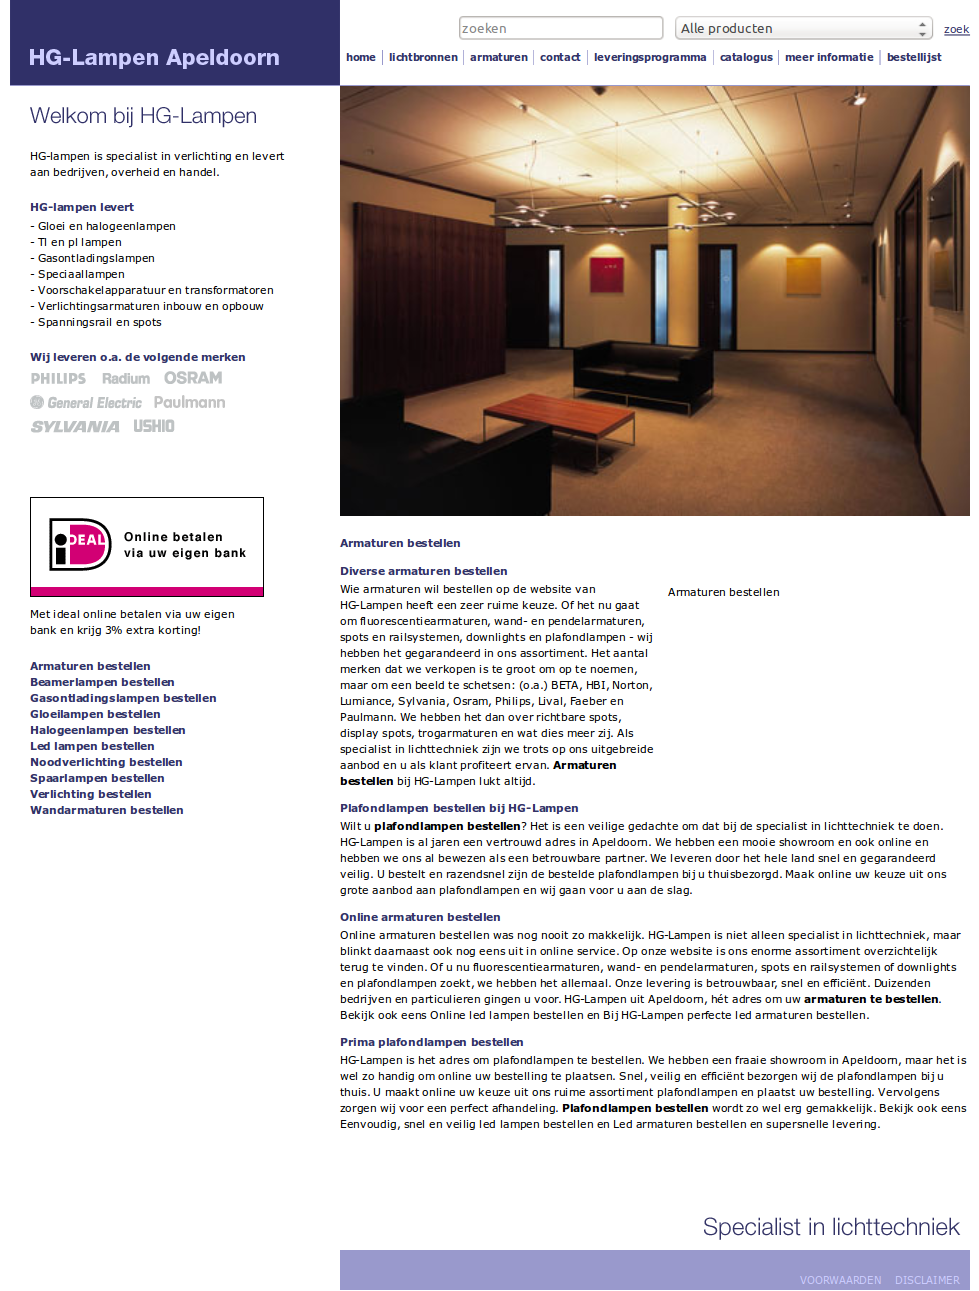 HG-Lampen Apeldoorn
zoeken
Alle producten
zoek
home
lichtbronnen
armaturen
contact
leveringsprogramma
catalogus
meer informatie
bestellijst
Welkom bij HG-Lampen
HG-lampen is specialist in verlichting en levert
aan bedrijven, overheid en handel.
HG-lampen levert
- Gloei en halogeenlampen
- Tl en pl lampen
- Gasontladingslampen
- Speciaallampen
- Voorschakelapparatuur en transformatoren
- Verlichtingsarmaturen inbouw en opbouw
- Spanningsrail en spots
Wij leveren o.a. de volgende merken
PHILIPS Radium OSRAM
General Electric Paulmann
SYLVANIA USHIO
iDEAL
Online betalen
via uw eigen bank
Met ideal online betalen via uw eigen
bank en krijg 3% extra korting!
Armaturen bestellen
Beamerlampen bestellen
Gasontladingslampen bestellen
Gloeilampen bestellen
Halogeenlampen bestellen
Led lampen bestellen
Noodverlichting bestellen
Spaarlampen bestellen
Verlichting bestellen
Wandarmaturen bestellen
Armaturen bestellen
Diverse armaturen bestellen
Wie armaturen wil bestellen op de website van
HG-Lampen heeft een zeer ruime keuze. Of het nu gaat
om fluorescentiearmaturen, wand- en pendelarmaturen,
spots en railsystemen, downlights en plafondlampen - wij
hebben het gegarandeerd in ons assortiment. Het aantal
merken dat we verkopen is te groot om op te noemen,
maar om een beeld te schetsen: (o.a.) BETA, HBI, Norton,
Lumiance, Sylvania, Osram, Philips, Lival, Faeber en
Paulmann. We hebben het dan over richtbare spots,
display spots, trogarmaturen en wat dies meer zij. Als
specialist in lichttechniek zijn we trots op ons uitgebreide
aanbod en u als klant profiteert ervan. Armaturen
bestellen bij HG-Lampen lukt altijd.
Armaturen bestellen
Plafondlampen bestellen bij HG-Lampen
Wilt u plafondlampen bestellen? Het is een veilige gedachte om dat bij de specialist in lichttechniek te doen.
HG-Lampen is al jaren een vertrouwd adres in Apeldoorn. We hebben een mooie showroom en ook online en
hebben we ons al bewezen als een betrouwbare partner. We leveren door het hele land snel en gegarandeerd
veilig. U bestelt en razendsnel zijn de bestelde plafondlampen bij u thuisbezorgd. Maak online uw keuze uit ons
grote aanbod aan plafondlampen en wij gaan voor u aan de slag.
Online armaturen bestellen
Online armaturen bestellen was nog nooit zo makkelijk. HG-Lampen is niet alleen specialist in lichttechniek, maar
blinkt daarnaast ook nog eens uit in online service. Op onze website is ons enorme assortiment overzichtelijk
terug te vinden. Of u nu fluorescentiearmaturen, wand- en pendelarmaturen, spots en railsystemen of downlights
en plafondlampen zoekt, we hebben het allemaal. Onze levering is betrouwbaar, snel en efficiënt. Duizenden
bedrijven en particulieren gingen u voor. HG-Lampen uit Apeldoorn, hét adres om uw armaturen te bestellen.
Bekijk ook eens Online led lampen bestellen en Bij HG-Lampen perfecte led armaturen bestellen.
Prima plafondlampen bestellen
HG-Lampen is het adres om plafondlampen te bestellen. We hebben een fraaie showroom in Apeldoorn, maar het is
wel zo handig om online uw bestelling te plaatsen. Snel, veilig en efficiënt bezorgen wij de plafondlampen bij u
thuis. U maakt online uw keuze uit ons ruime assortiment plafondlampen en plaatst uw bestelling. Vervolgens
zorgen wij voor een perfect afhandeling. Plafondlampen bestellen wordt zo wel erg gemakkelijk. Bekijk ook eens
Eenvoudig, snel en veilig led lampen bestellen en Led armaturen bestellen en supersnelle levering.
Specialist in lichttechniek
VOORWAARDEN DISCLAIMER